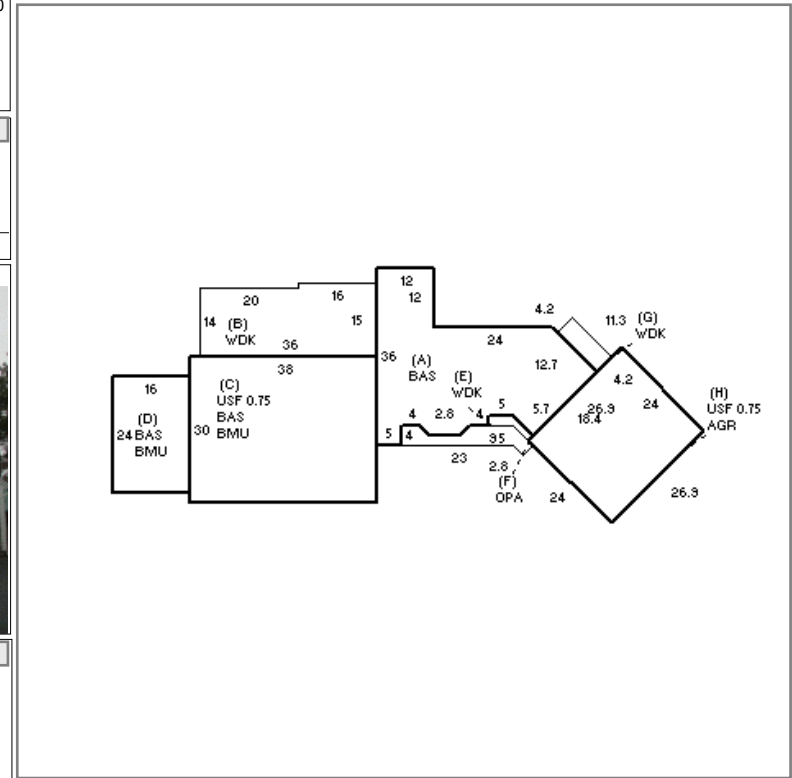 12
12
20
16
4.2
11.3 (G)
WDK
14 (B)
WDK
15
36
24
38
36 (A)
BAS
12.7
4.2
16
(C)
USF 0.75
BAS
BMU
(E)
WDK
24
(H)
USF 0.75
AGR
(D)
24 BAS
BMU
30
4
2.8
4
5
5.7
26.9
18.4
5
4
95
23
2.8
(F)
OPA
24
26.9